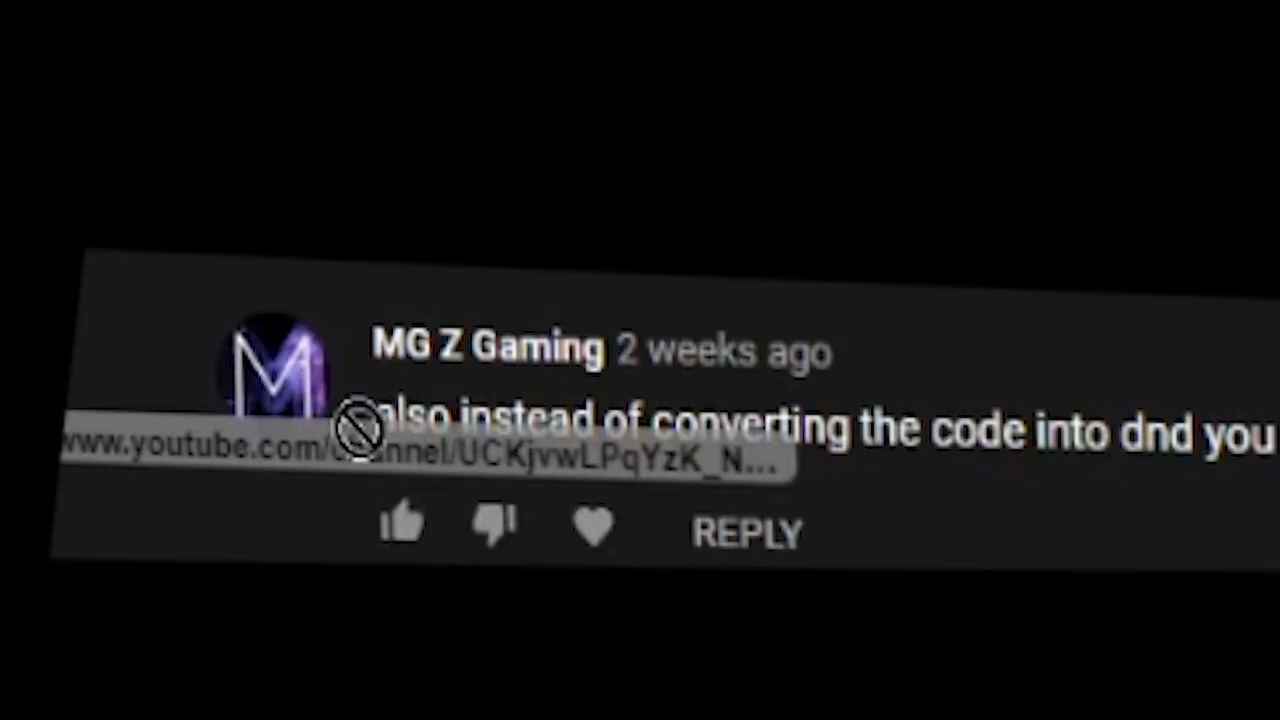 M
MG Z Gaming 2 weeks ago
also instead of converting the code into dnd you
www.youtube.com/channel/UCKjvwLPqYzK_N...
REPLY